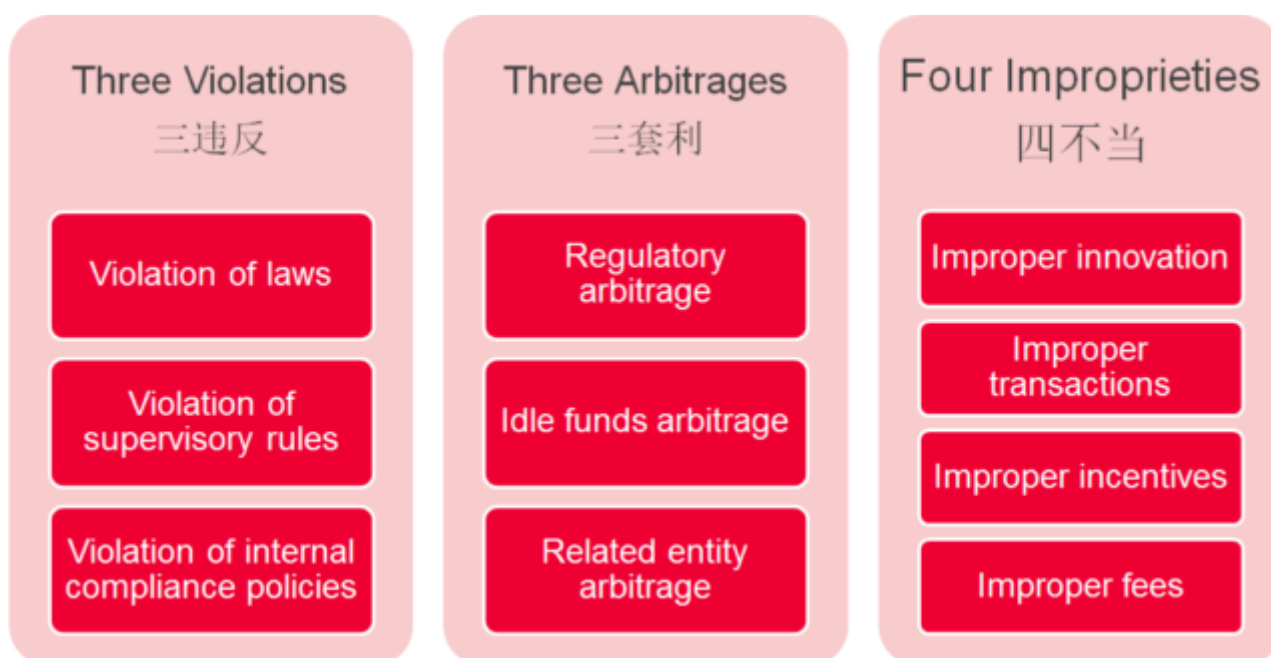 Three Violations
三违反
Violation of laws
Violation of
supervisory rules
Violation of internal
compliance policies
Three Arbitrages
三套利
Regulatory
arbitrage
Idle funds arbitrage
Related entity
arbitrage
Four Improprieties
四不当
Improper innovation
Improper
transactions
Improper incentives
Improper fees